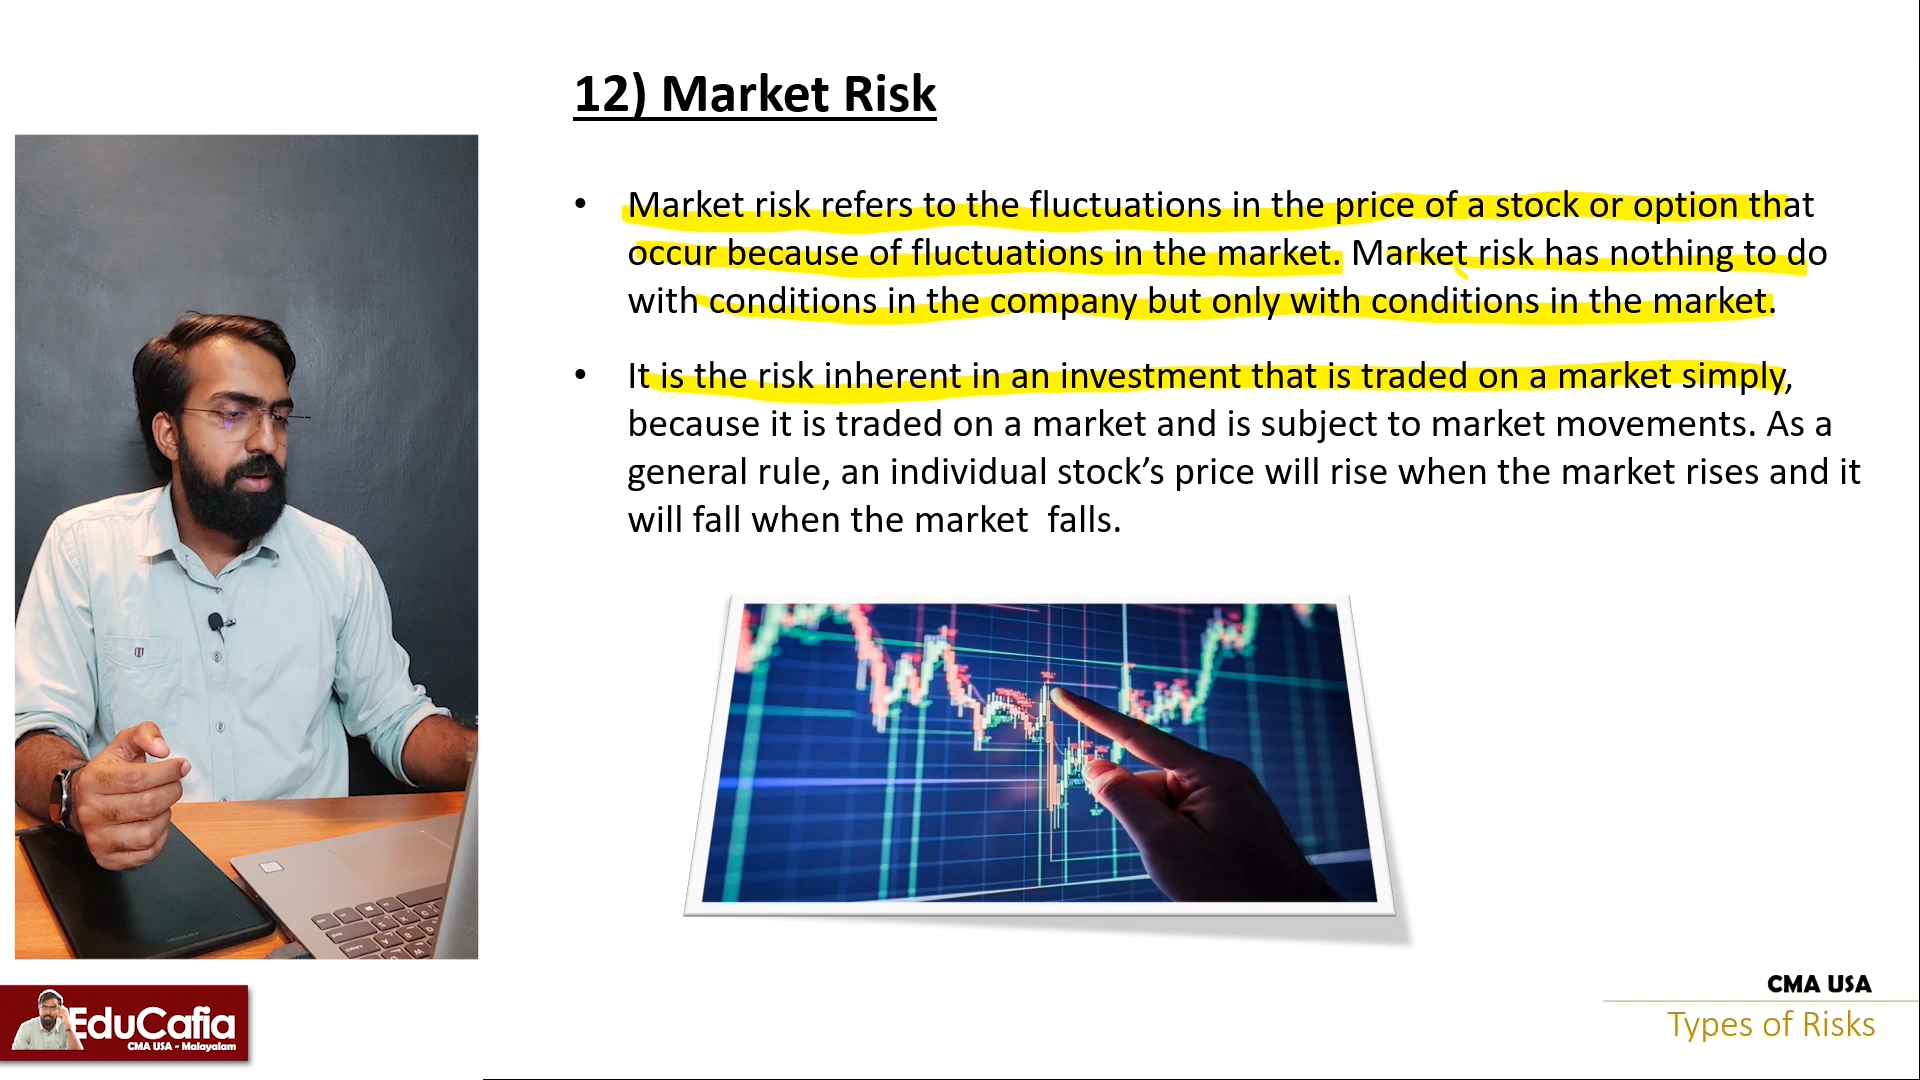 12) Market Risk
• Market risk refers to the fluctuations in the price of a stock or option that
occur because of fluctuations in the market. Market risk has nothing to do
with conditions in the company but only with conditions in the market.
• It is the risk inherent in an investment that is traded on a market simply,
because it is traded on a market and is subject to market movements. As a
general rule, an individual stock’s price will rise when the market rises and it
will fall when the market  falls.
EduCafia
CMA USA - Malayalam
CMA USA
Types of Risks